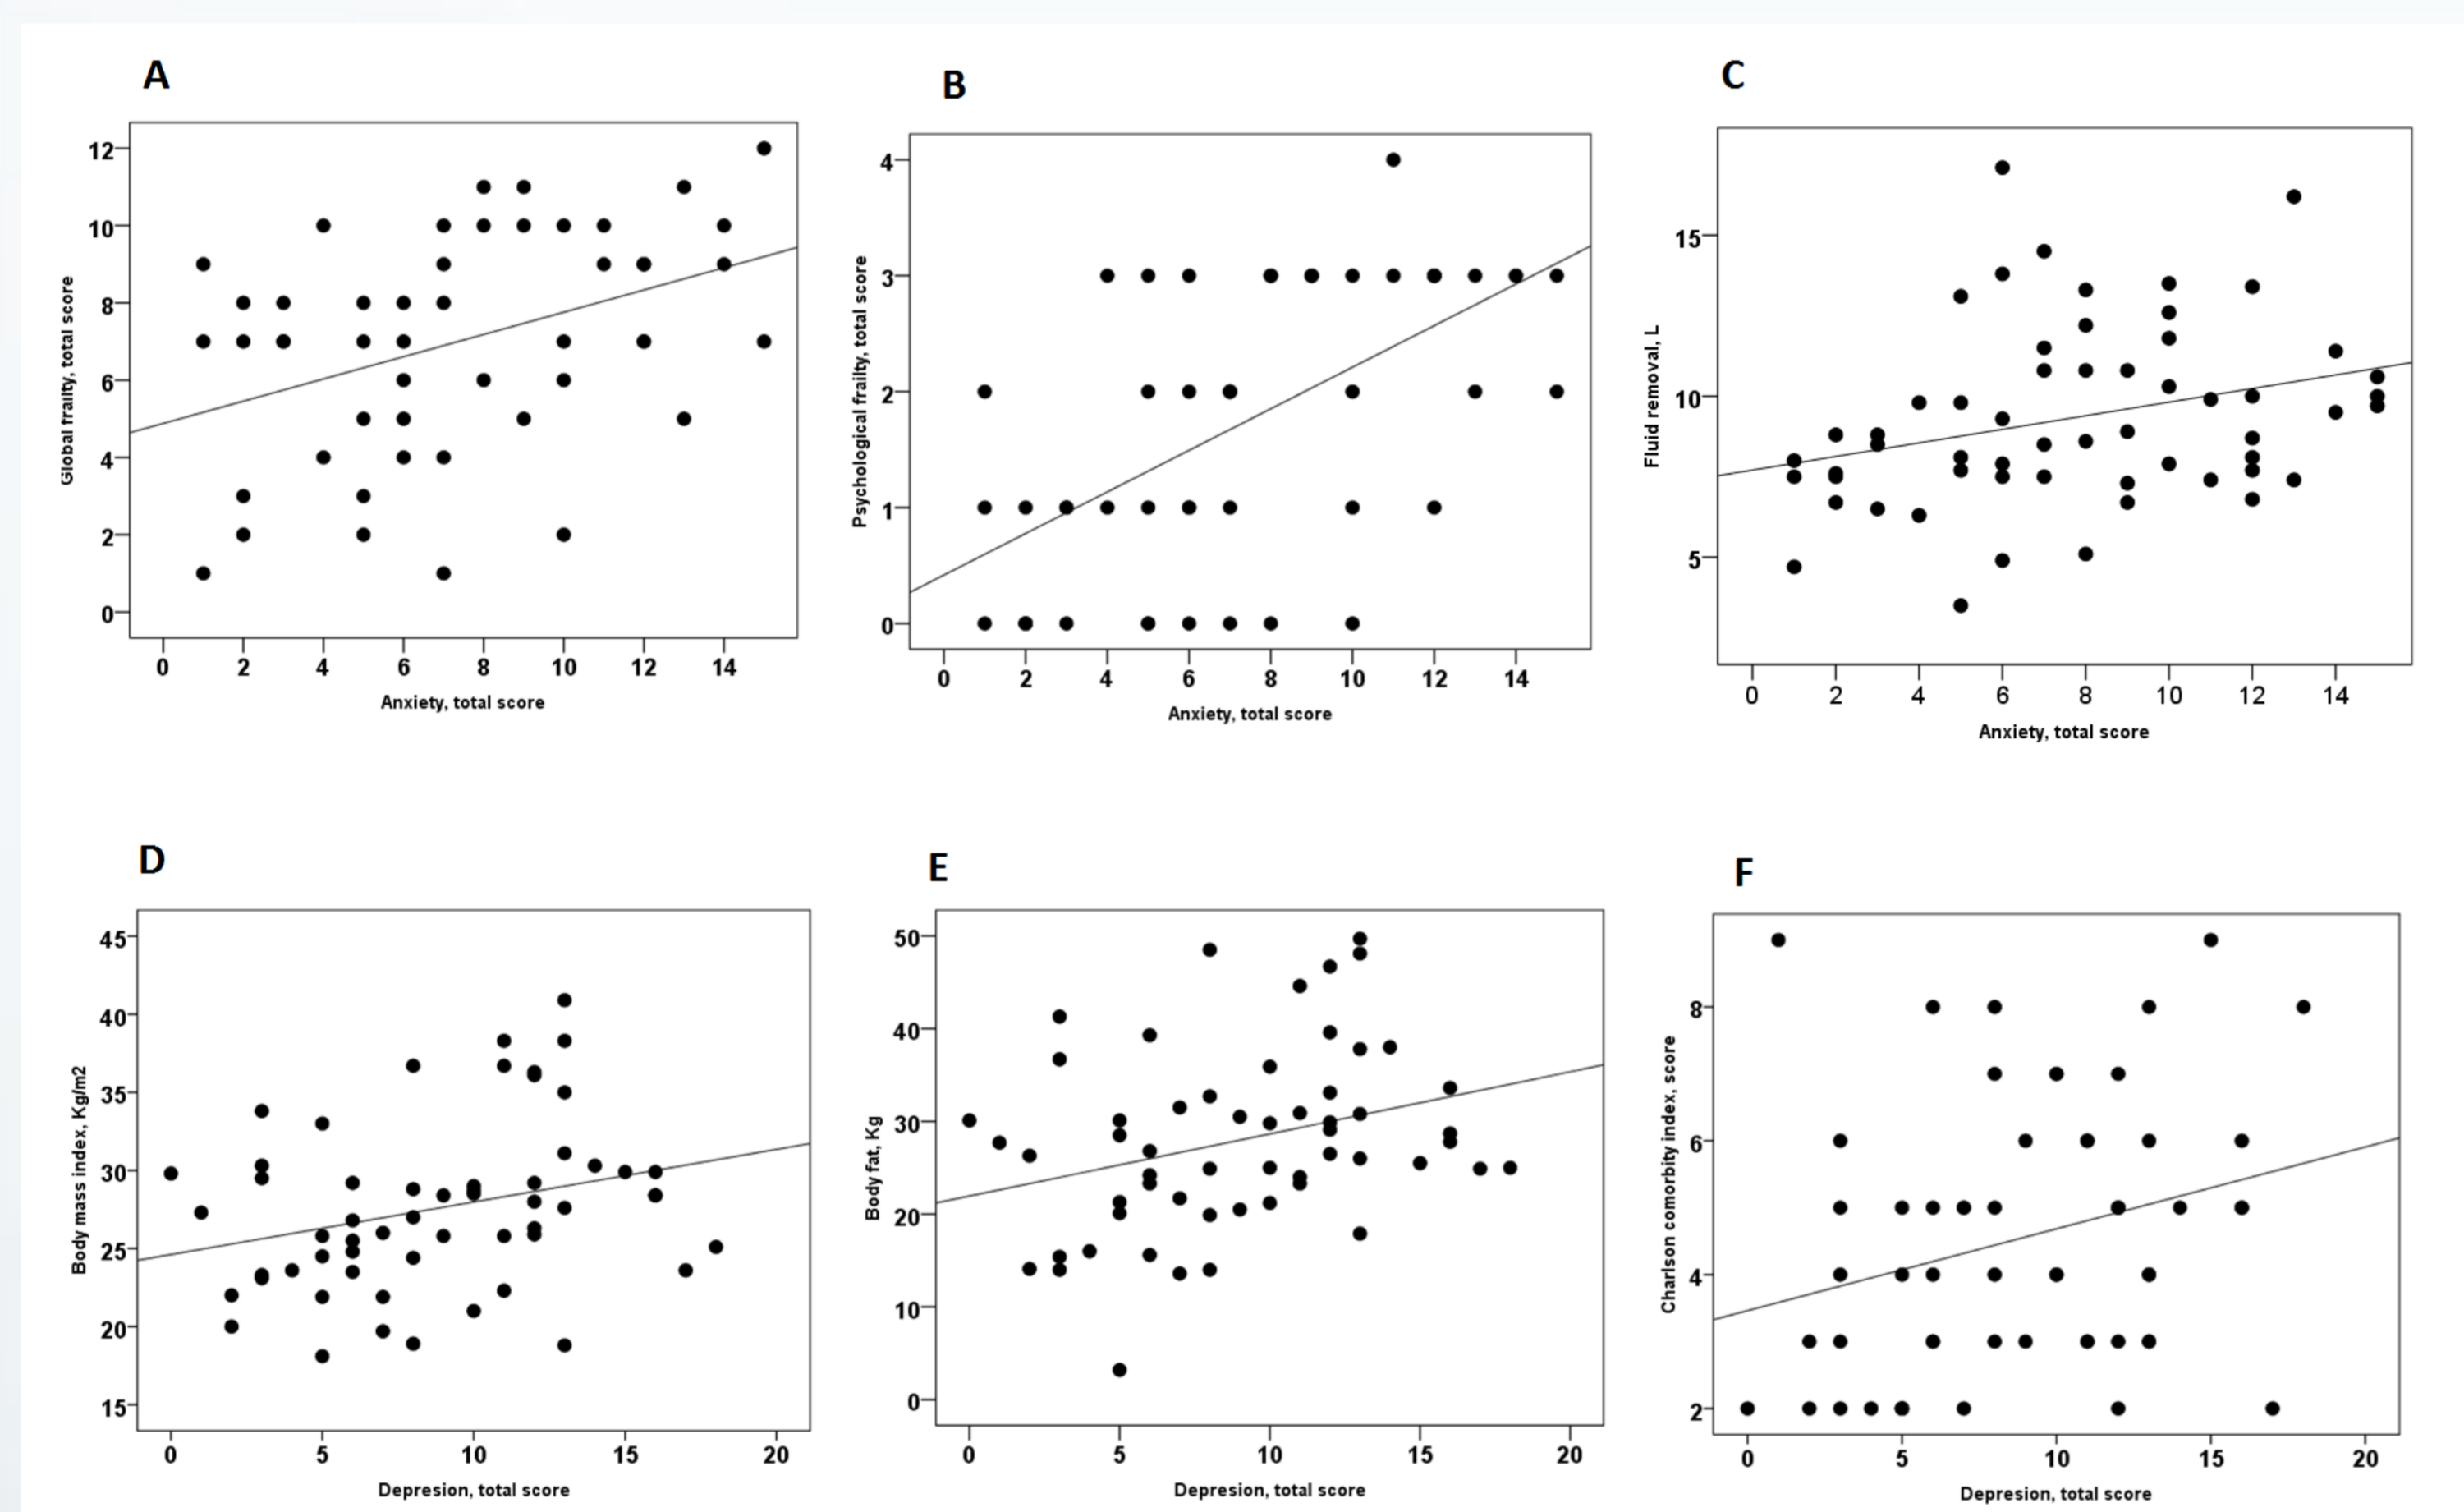 A
Global frailty, total score
12
10
8
6
4
2
0
0 2 4 6 8 10 12 14
Anxiety, total score
B
Psychological frailty, total score
4
3
2
1
0
0 2 4 6 8 10 12 14
Anxiety, total score
C
Fluid removal, L
15
10
5
0 2 4 6 8 10 12 14
Anxiety, total score
D
Body mass index, Kg/m2
45
40
35
30
25
20
15
0 5 10 15 20
Depresion, total score
E
Body fat, Kg
50
40
30
20
10
0
0 5 10 15 20
Depresion, total score
F
Charlson comorbity index, score
8
6
4
2
0 5 10 15 20
Depresion, total score